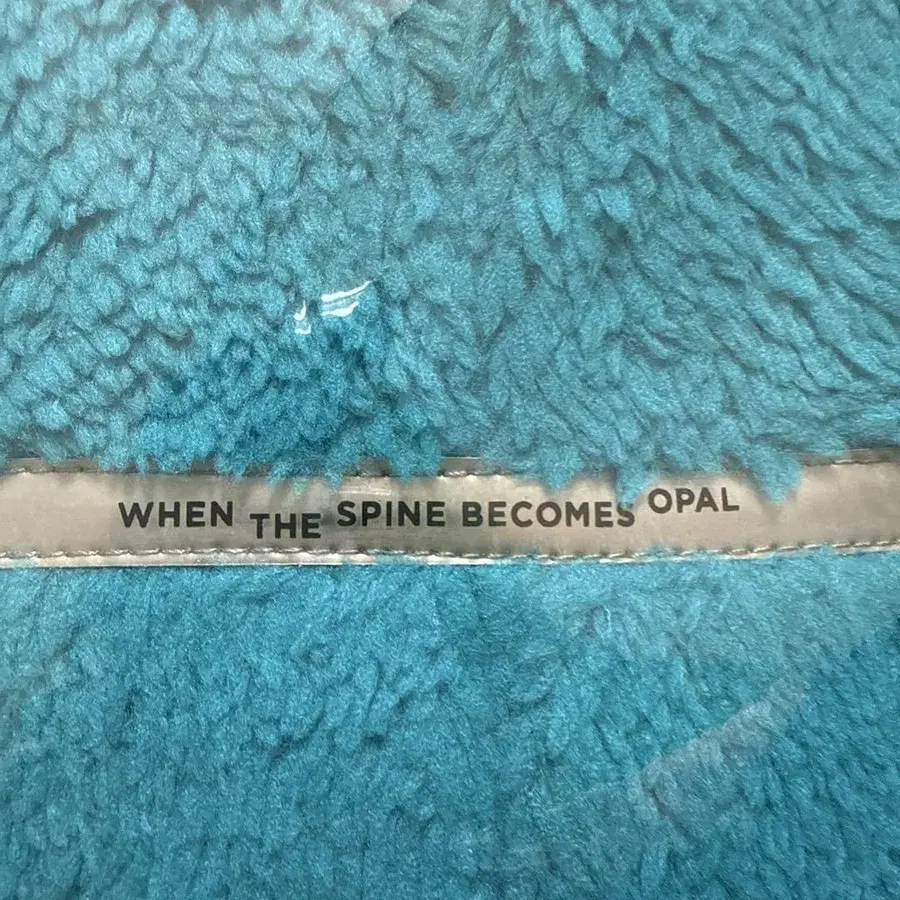 WHEN THE SPINE BECOMES OPAL